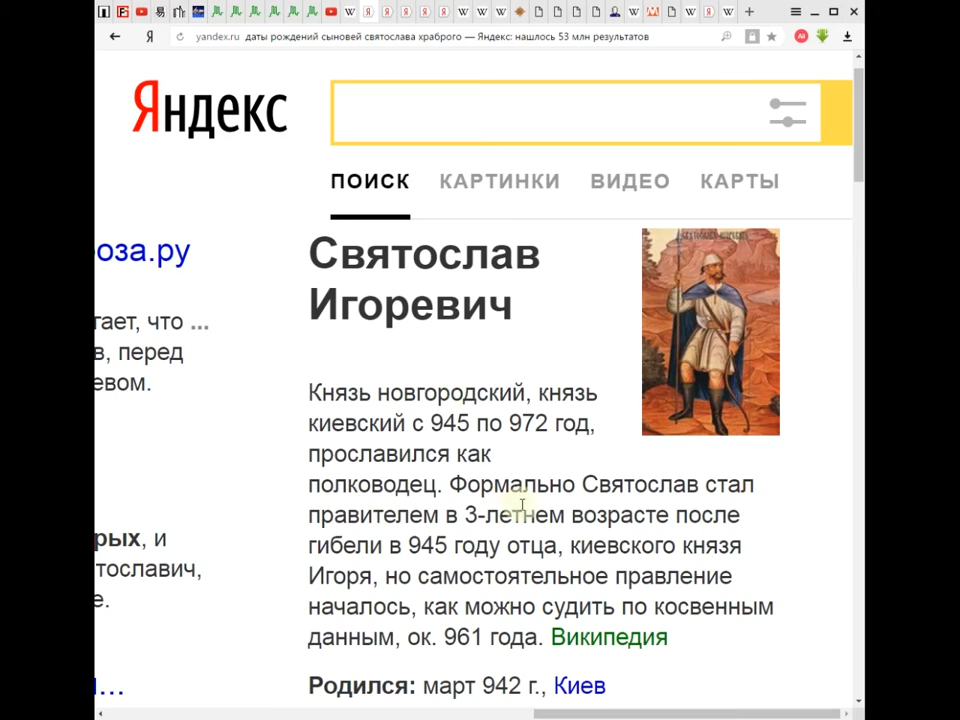 yandex.ru даты рождений сыновей святослава храброго — Яндекс: нашлось 53 млн результатов
Яндекс
ПОИСК КАРТИНКИ ВИДЕО КАРТЫ
оза.ру
гает, что ...
в, перед
евом.
рых, и
тославич,
е.
Святослав
Игоревич
Князь новгородский, князь
киевский с 945 по 972 год,
прославился как
полководец. Формально Святослав стал
правителем в 3-летнем возрасте после
гибели в 945 году отца, киевского князя
Игоря, но самостоятельное правление
началось, как можно судить по косвенным
данным, ок. 961 года. Википедия
Родился: март 942 г., Киев